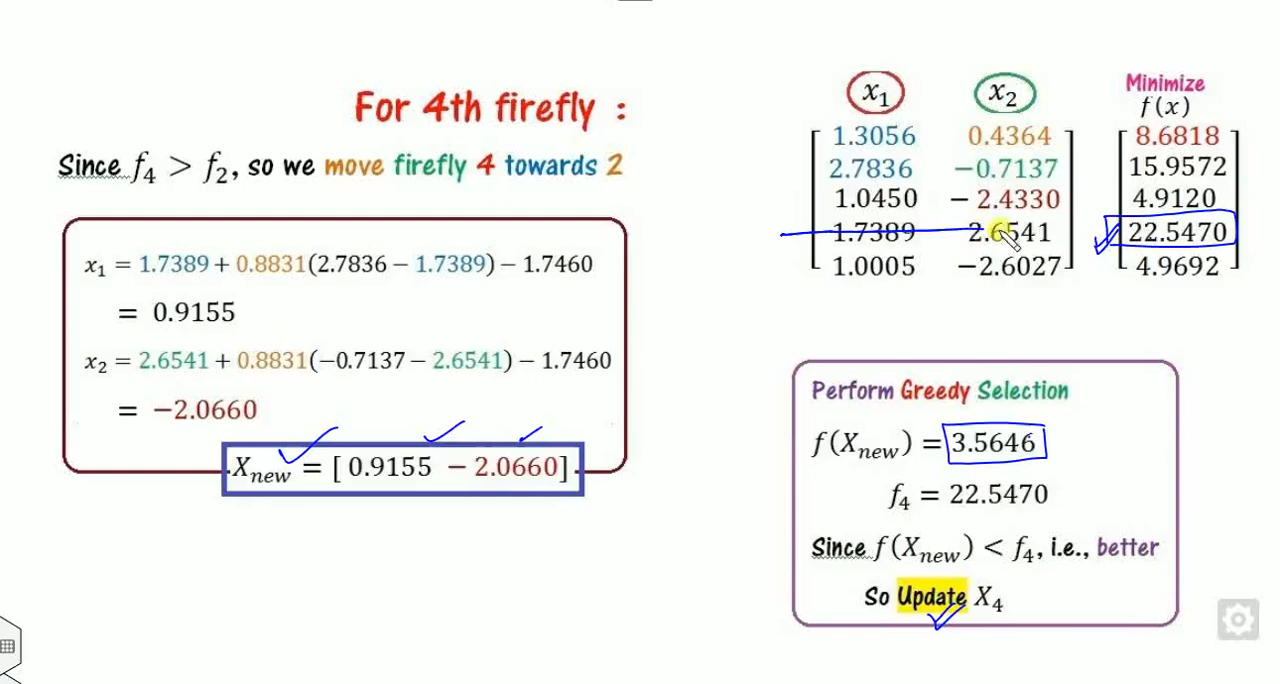 For 4th firefly :
Since f₄ > f₂, so we move firefly 4 towards 2
x₁ = 1.7389 + 0.8831(2.7836 − 1.7389) − 1.7460
= 0.9155
x₂ = 2.6541 + 0.8831(−0.7137 − 2.6541) − 1.7460
= −2.0660
X_new = [ 0.9155 − 2.0660]
x₁ x₂ Minimize
f(x)
1.3056 0.4364 8.6818
2.7836 −0.7137 15.9572
1.0450 − 2.4330 4.9120
1.7389 2.6541 22.5470
1.0005 −2.6027 4.9692
Perform Greedy Selection
f(X_new) = 3.5646
f₄ = 22.5470
Since f(X_new) < f₄, i.e., better
So Update X₄